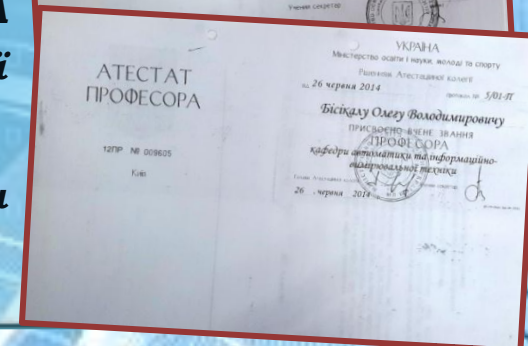 Учений секретар
А
ї
АТЕСТАТ
ПРОФЕСОРА
12ПР № 009605
Київ
УКРАЇНА
Міністерство освіти і науки, молоді та спорту
Рішенням Атестаційної колегії
від 26 червня 2014
протокол № 5/01-П
Бісікалу Олегу Володимировичу
ПРИСВОЄНО ВЧЕНЕ ЗВАННЯ
ПРОФЕСОРА
кафедри автоматики та інформаційно-
вимірювальної техніки
26 червня 2014